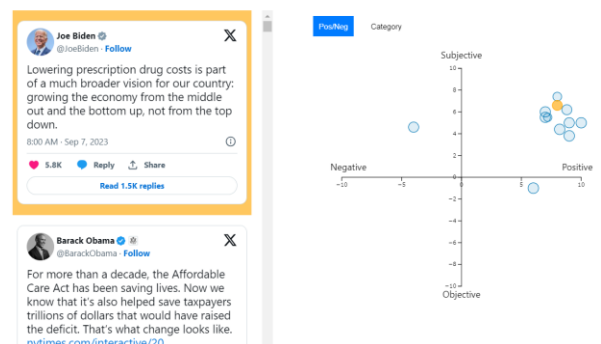 Joe Biden
@JoeBiden · Follow
Lowering prescription drug costs is part
of a much broader vision for our country:
growing the economy from the middle
out and the bottom up, not from the top
down.
8:00 AM · Sep 7, 2023
5.8K Reply Share
Read 1.5K replies
Barack Obama
@BarackObama · Follow
For more than a decade, the Affordable
Care Act has been saving lives. Now we
know that it's also helped save taxpayers
trillions of dollars that would have raised
the deficit. That's what change looks like.
nytimes.com/interactive/20
Pos/Neg Category
Subjective
10
8
6
4
2
Negative Positive
−10 −5 0 5 10
−2
−4
−6
−8
−10
Objective